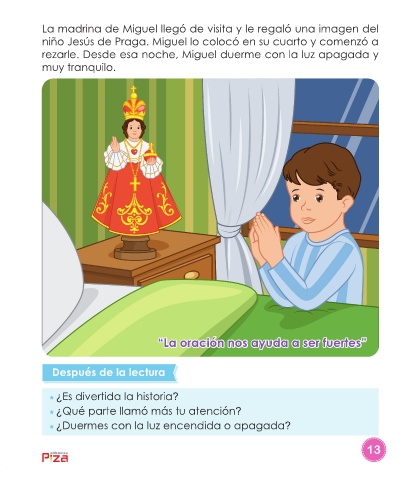 La madrina de Miguel llegó de visita y le regaló una imagen del
niño Jesús de Praga. Miguel lo colocó en su cuarto y comenzó a
rezarle. Desde esa noche, Miguel duerme con la luz apagada y
muy tranquilo.
"La oración nos ayuda a ser fuertes"
Después de la lectura
¿Es divertida la historia?
¿Qué parte llamó más tu atención?
¿Duermes con la luz encendida o apagada?
PIZA
13